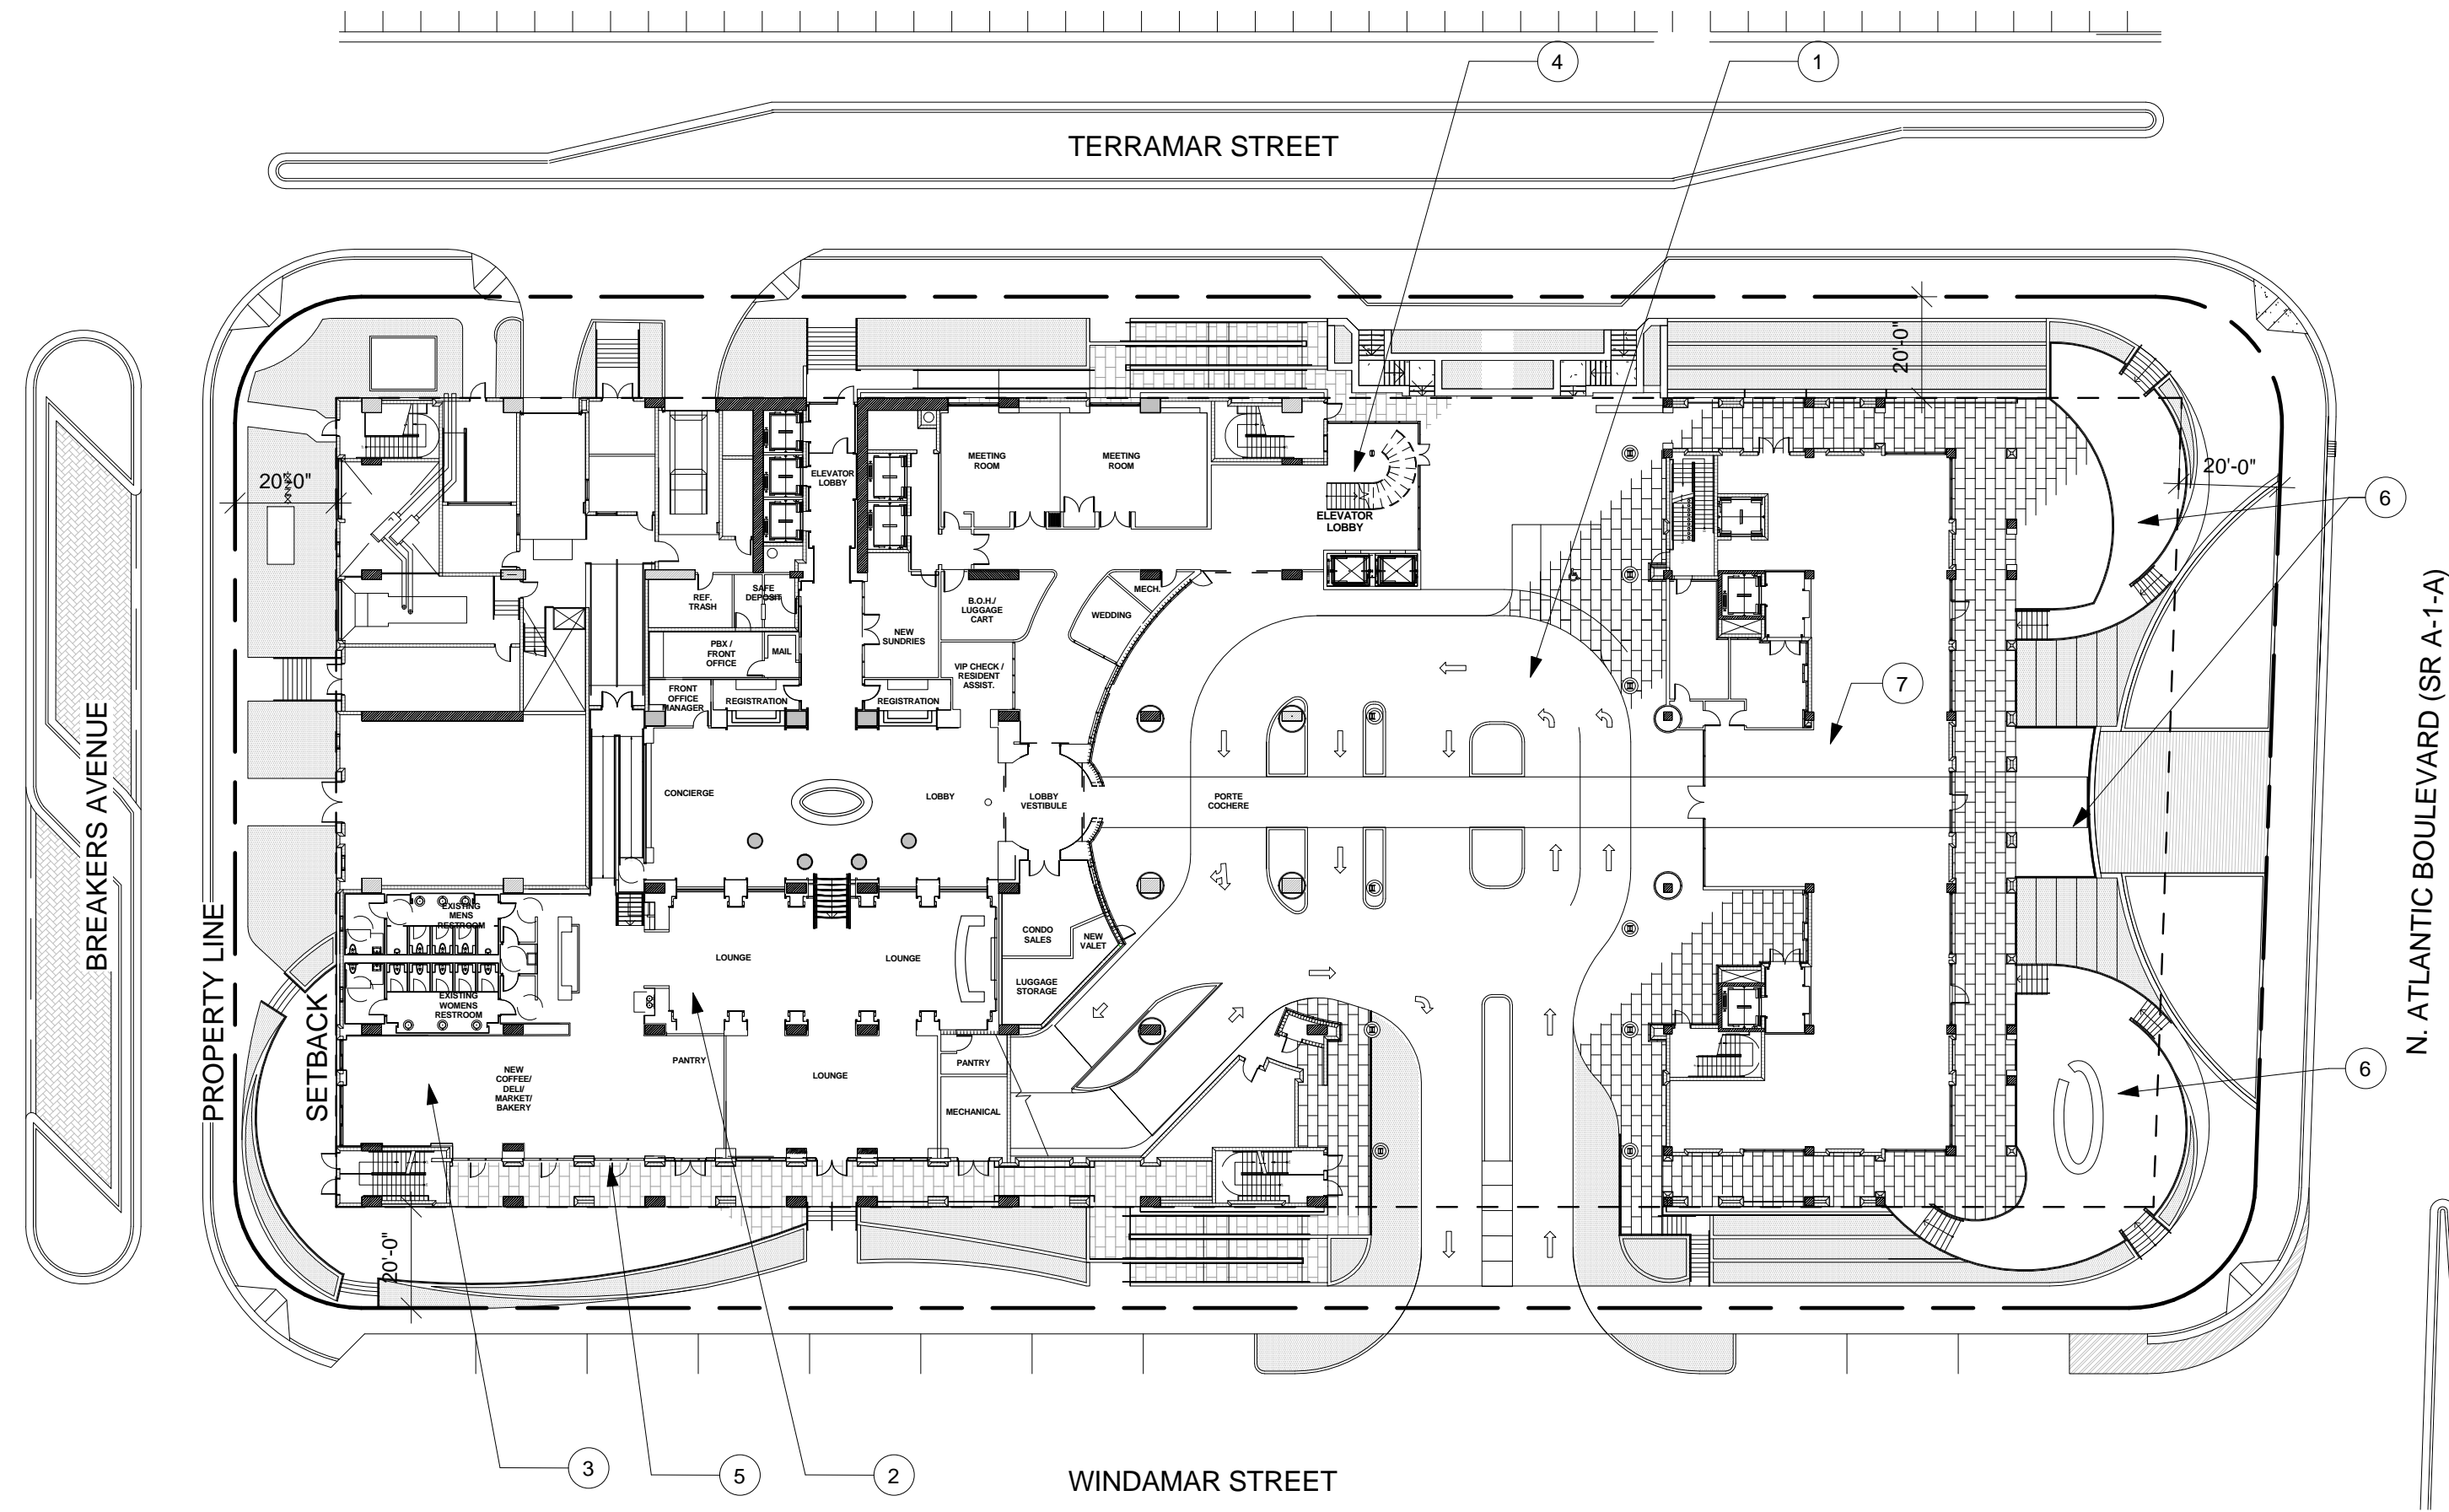 4
1
TERRAMAR STREET
20'-0"
20'-0"
20'-0"
6
N. ATLANTIC BOULEVARD (SR A-1-A)
ELEVATOR
LOBBY
MEETING
ROOM
MEETING
ROOM
ELEVATOR
LOBBY
REF.
TRASH
SAFE
DEPOSIT
B.O.H./
LUGGAGE
CART
WEDDING
MECH.
NEW
SUNDRIES
PBX /
FRONT
OFFICE
MAIL
VIP CHECK /
RESIDENT
ASSIST.
FRONT
OFFICE
MANAGER
REGISTRATION
REGISTRATION
7
BREAKERS AVENUE
PROPERTY LINE
SETBACK
CONCIERGE
LOBBY
LOBBY
VESTIBULE
PORTE
COCHERE
EXISTING
MENS
RESTROOM
EXISTING
WOMENS
RESTROOM
LOUNGE
LOUNGE
CONDO
SALES
NEW
VALET
LUGGAGE
STORAGE
NEW
COFFEE/
DELI/
MARKET/
BAKERY
PANTRY
LOUNGE
PANTRY
MECHANICAL
6
20'-0"
3
5
2
WINDAMAR STREET